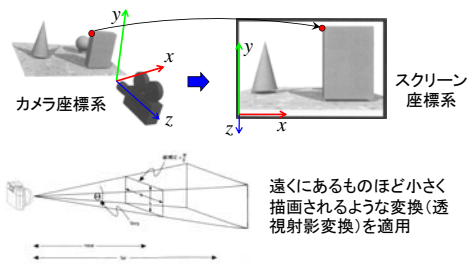 y
x
z
カメラ座標系
y
x
z
スクリーン
座標系
遠くにあるものほど小さく
描画されるような変換(透
視射影変換)を適用